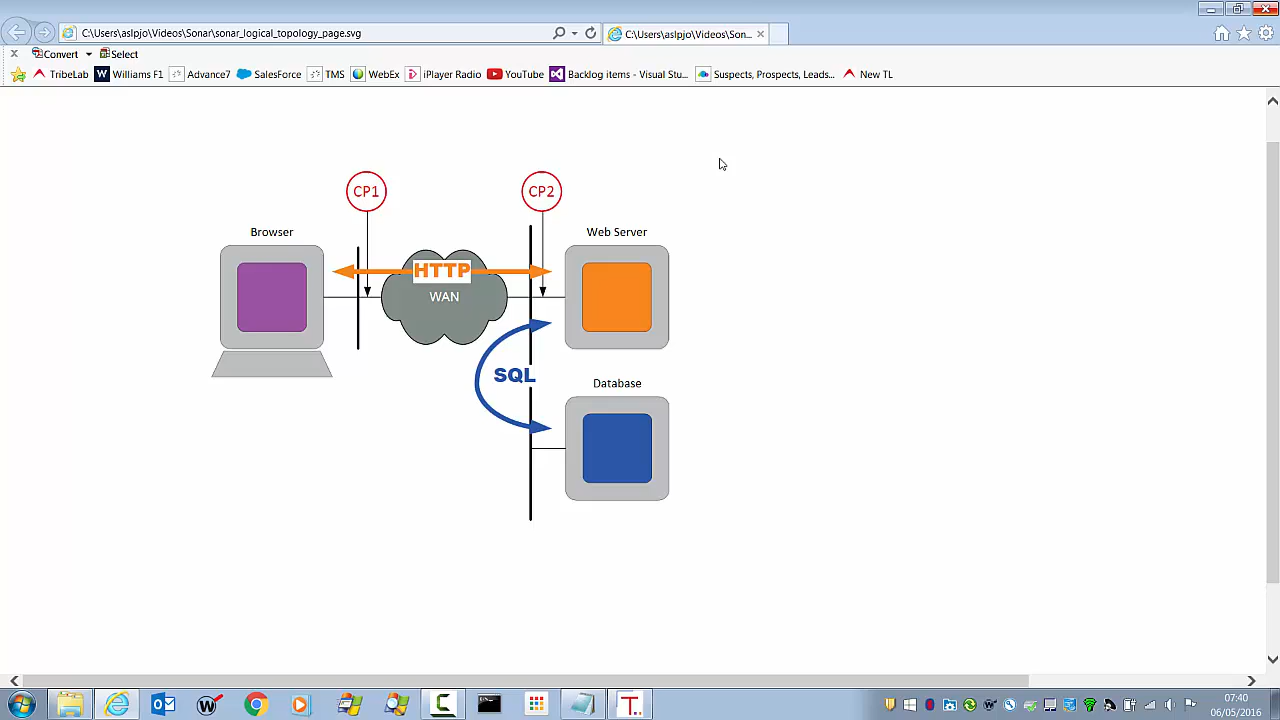 C:\Users\aslpjo\Videos\Sonar\sonar_logical_topology_page.svg
C:\Users\aslpjo\Videos\Son...
Convert
Select
TribeLab
Williams F1
Advance7
SalesForce
TMS
WebEx
iPlayer Radio
YouTube
Backlog items - Visual Stu...
Suspects, Prospects, Leads...
New TL
CP1
CP2
Browser
Web Server
HTTP
WAN
SQL
Database
07:40
06/05/2016